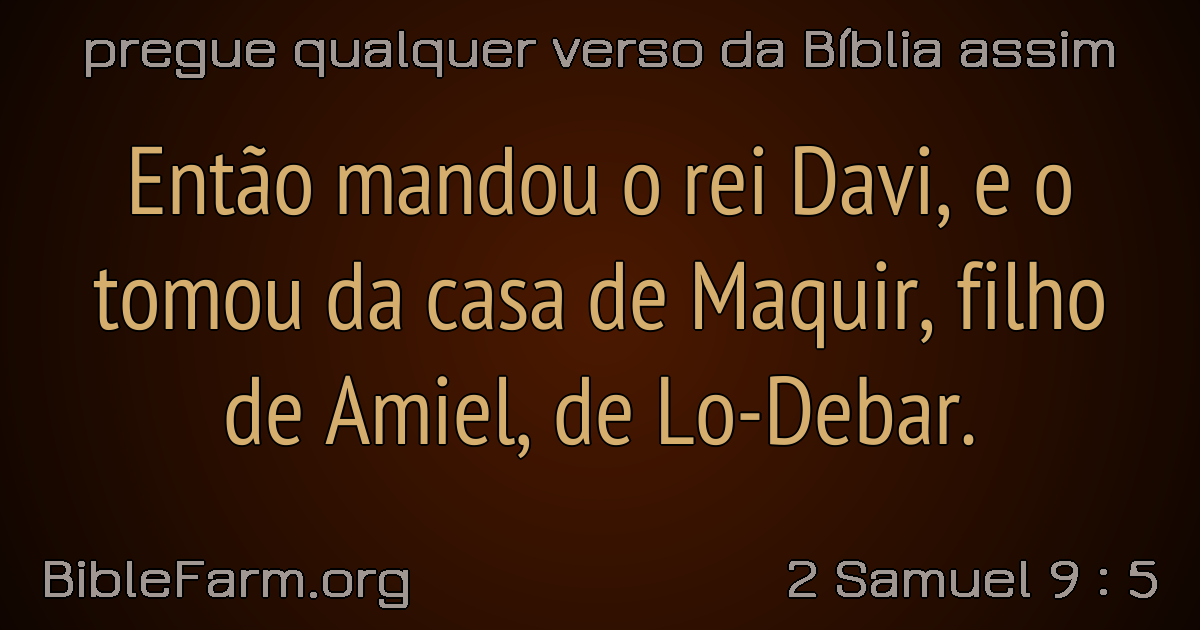 pregue qualquer verso da Bíblia assim
Então mandou o rei Davi, e o
tomou da casa de Maquir, filho
de Amiel, de Lo-Debar.
BibleFarm.org
2 Samuel 9 : 5